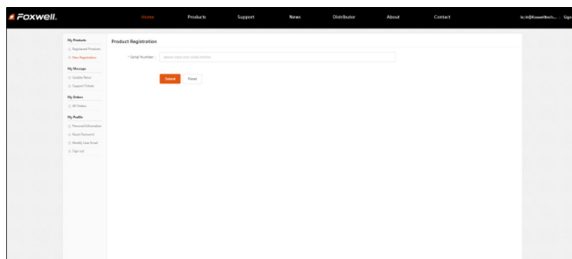 FOXWELL.
Home Products Support News Distributor About Contact
My Products
Registered Products
New Registration
My Message
Update News
Support Tickets
My Orders
All Orders
My Profile
Personal Information
Reset Password
Sign out
Product Registration
* Serial Number:
Submit Reset